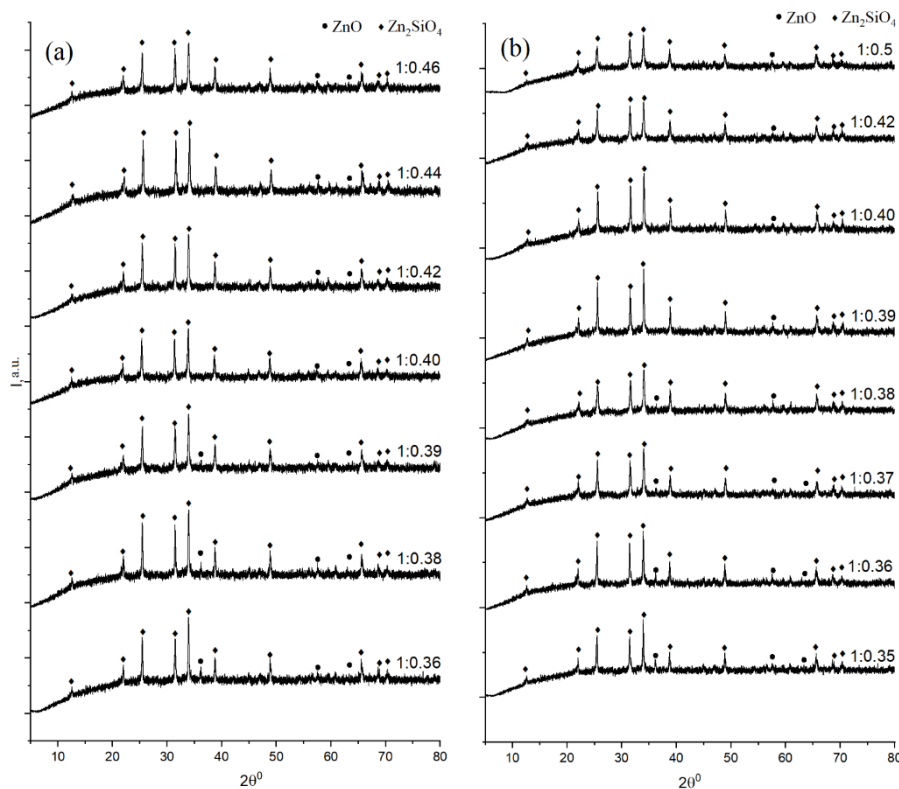 ● ZnO ♦ Zn₂SiO₄
(a)
1:0.46
1:0.44
1:0.42
1:0.40
1:0.39
1:0.38
1:0.36
I, a.u.
10 20 30 40 50 60 70 80
2θ⁰
● ZnO ♦ Zn₂SiO₄
(b)
1:0.5
1:0.42
1:0.40
1:0.39
1:0.38
1:0.37
1:0.36
1:0.35
10 20 30 40 50 60 70 80
2θ⁰